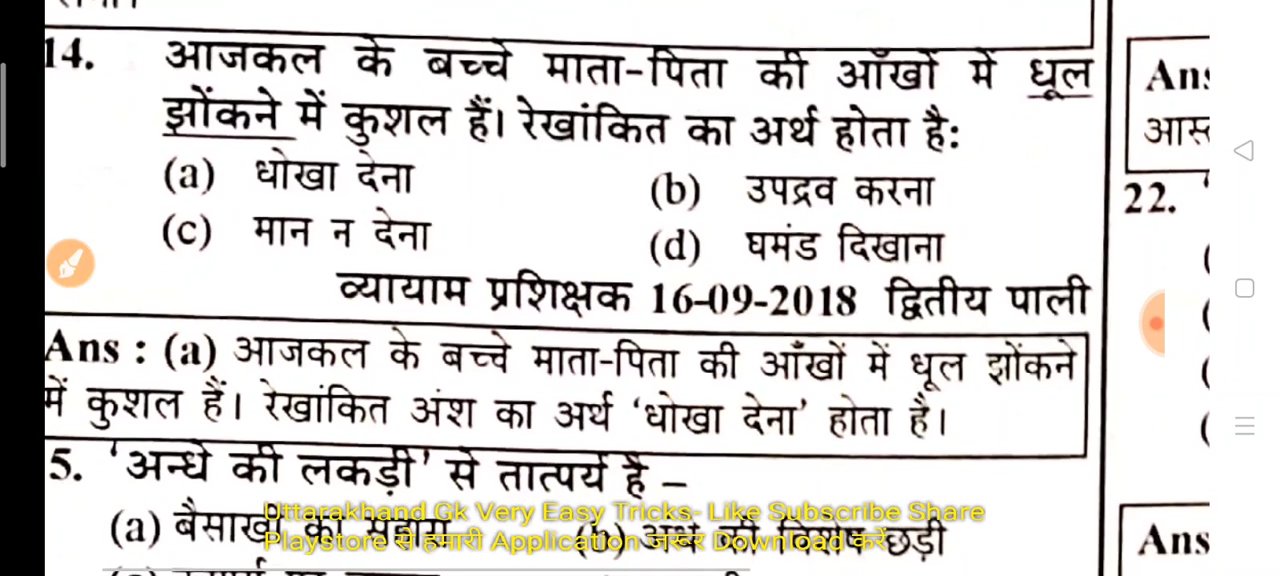 14. आजकल के बच्चे माता-पिता की आँखों में धूल
झोंकने में कुशल हैं। रेखांकित का अर्थ होता है:
(a) धोखा देना (b) उपद्रव करना
(c) मान न देना (d) घमंड दिखाना
व्यायाम प्रशिक्षक 16-09-2018 द्वितीय पाली
Ans : (a) आजकल के बच्चे माता-पिता की आँखों में धूल झोंकने
में कुशल हैं। रेखांकित अंश का अर्थ ‘धोखा देना’ होता है।
5. ‘अन्धे की लकड़ी’ से तात्पर्य है –
(a) बैसाखी का सहारा (b) अंधे की विशेष छड़ी
Uttarakhand Gk Very Easy Tricks- Like Subscribe Share
Playstore से हमारी Application जरूर Download करें
Ans
22.
Ans